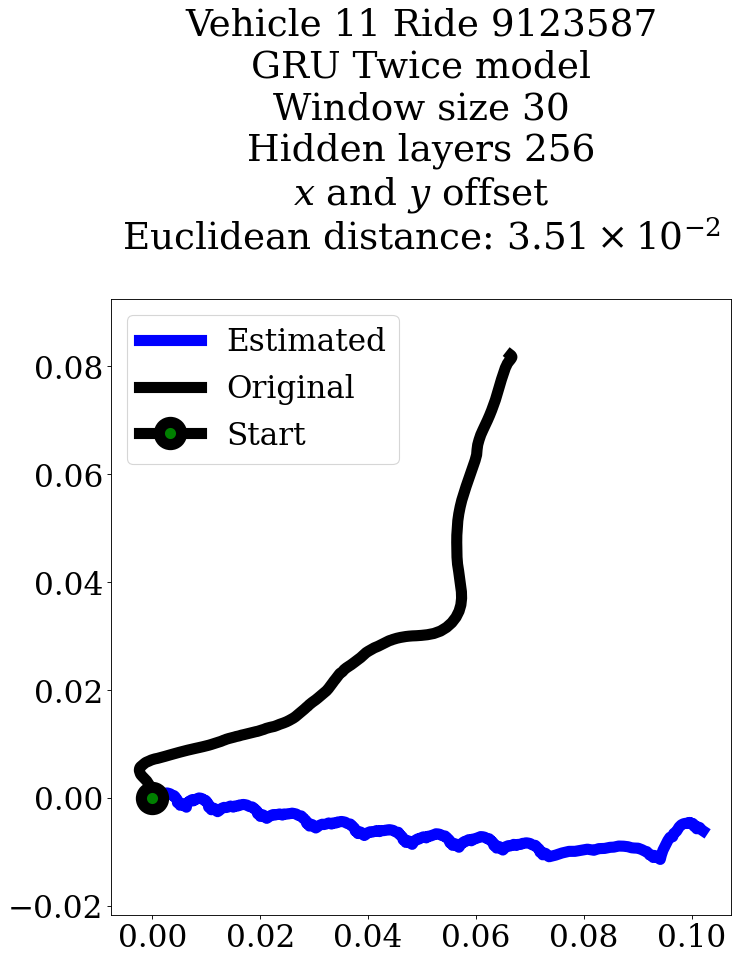 Vehicle 11 Ride 9123587
GRU Twice model
Window size 30
Hidden layers 256
x and y offset
Euclidean distance: 3.51 × 10⁻²
Estimated
Original
Start
0.08
0.06
0.04
0.02
0.00
−0.02
0.00 0.02 0.04 0.06 0.08 0.10